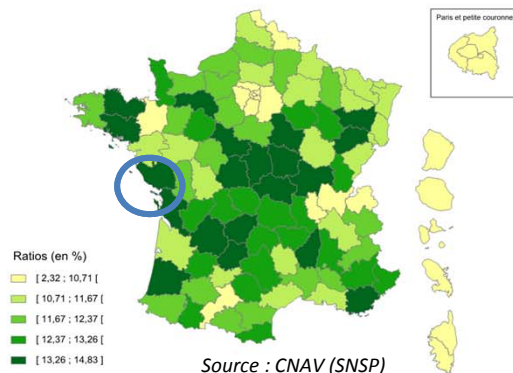 Paris et petite couronne
Ratios (en %)
[ 2,32 ; 10,71 [
[ 10,71 ; 11,67 [
[ 11,67 ; 12,37 [
[ 12,37 ; 13,26 [
[ 13,26 ; 14,83 ]
Source : CNAV (SNSP)